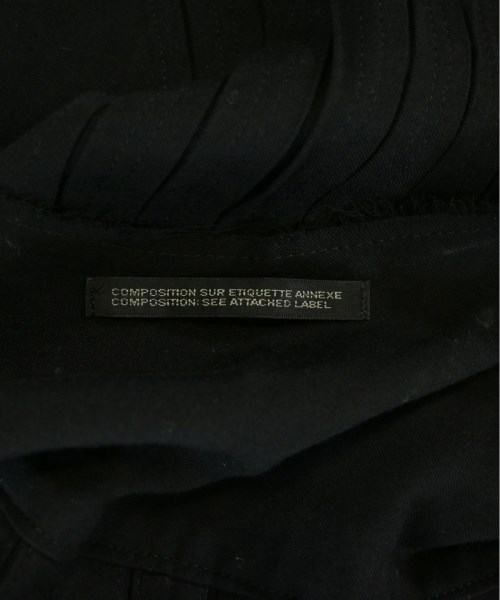 COMPOSITION SUR ETIQUETTE ANNEXE
COMPOSITION: SEE ATTACHED LABEL